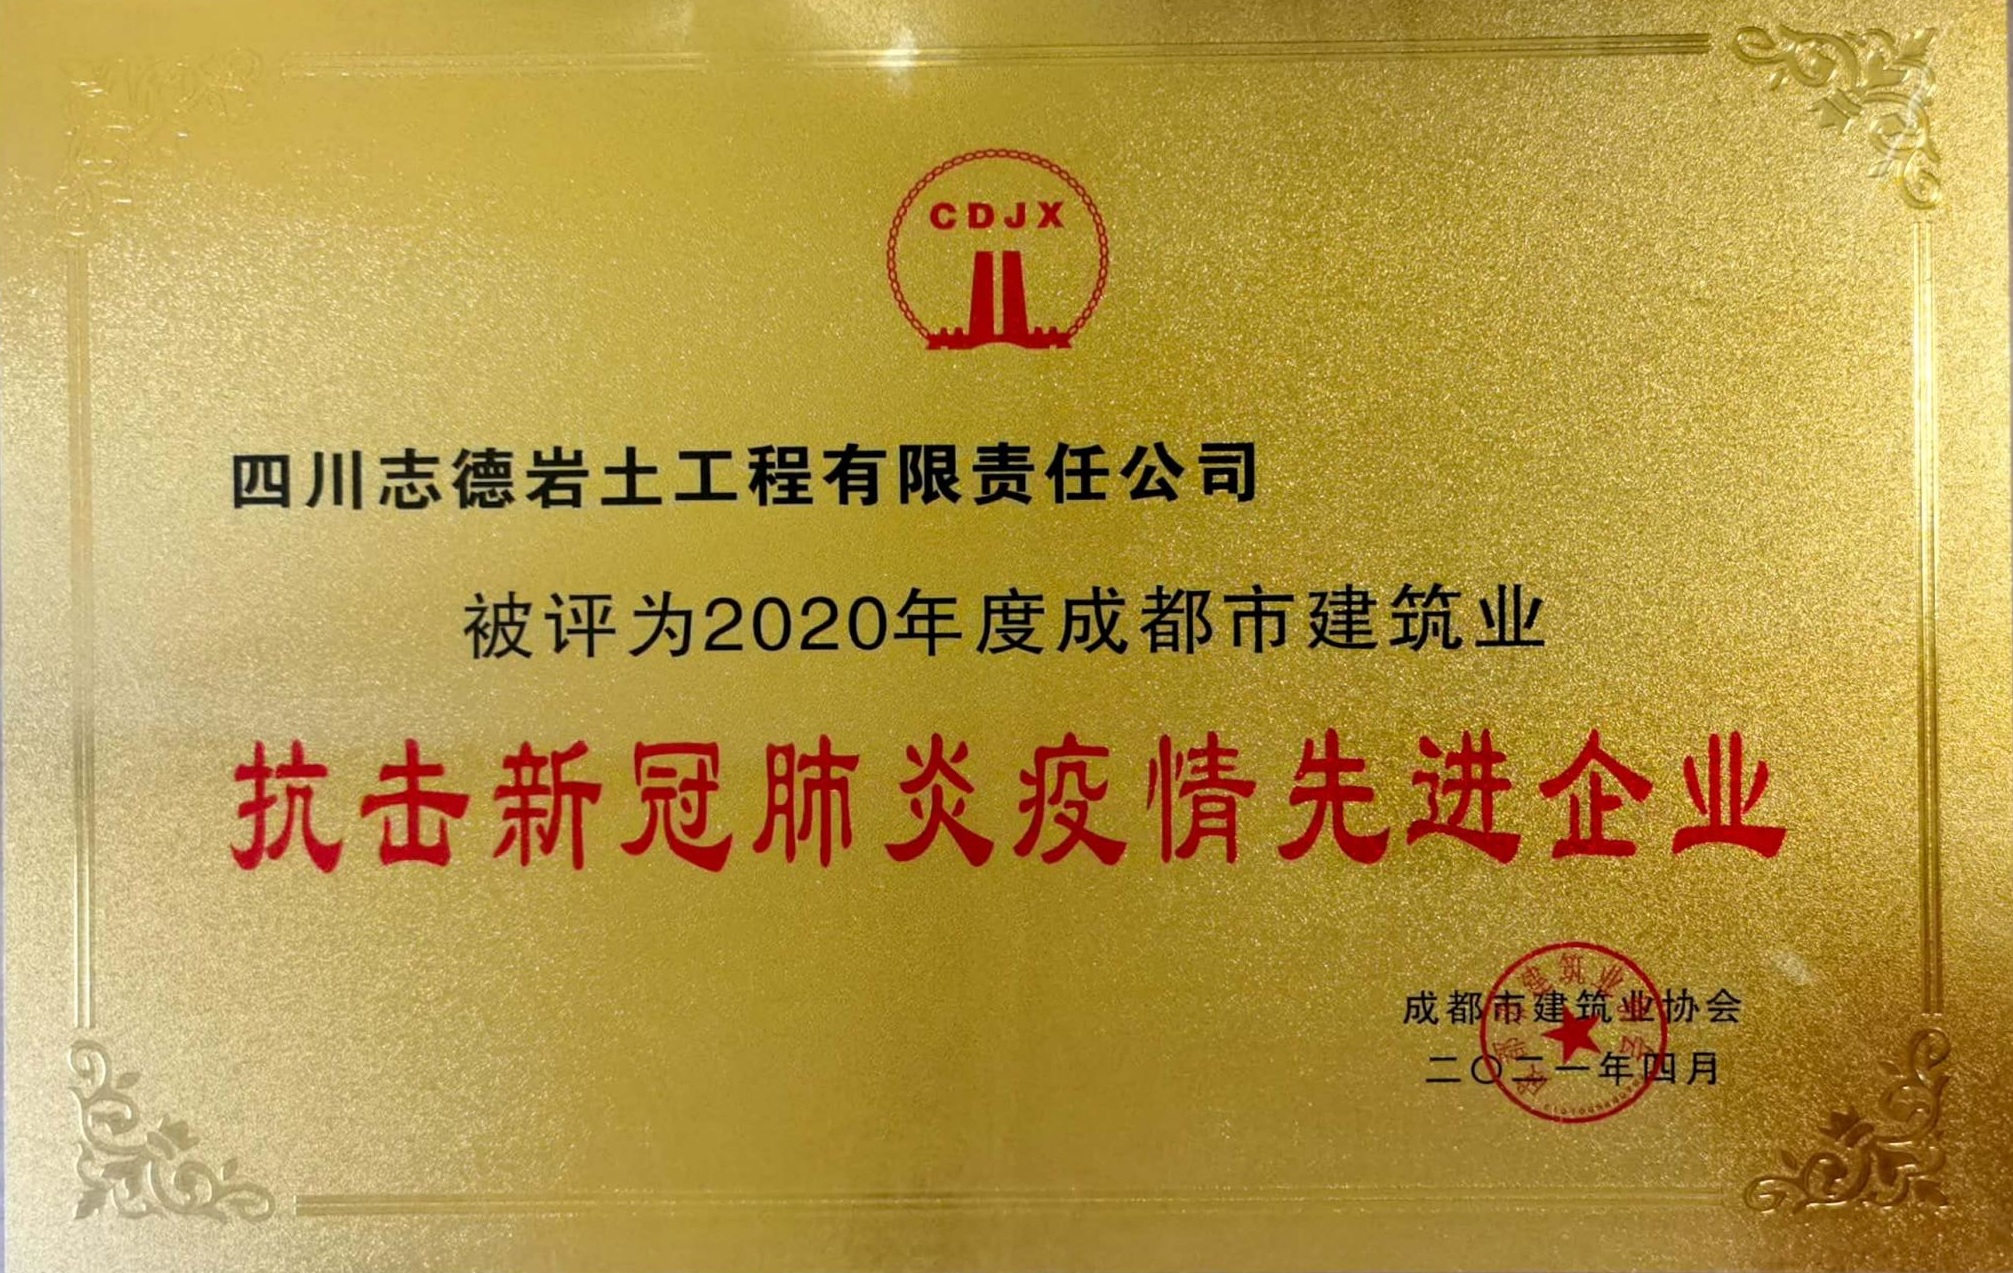 CDJX
四川志德岩土工程有限责任公司
被评为2020年度成都市建筑业
抗击新冠肺炎疫情先进企业
成都市建筑业协会
二〇二一年四月